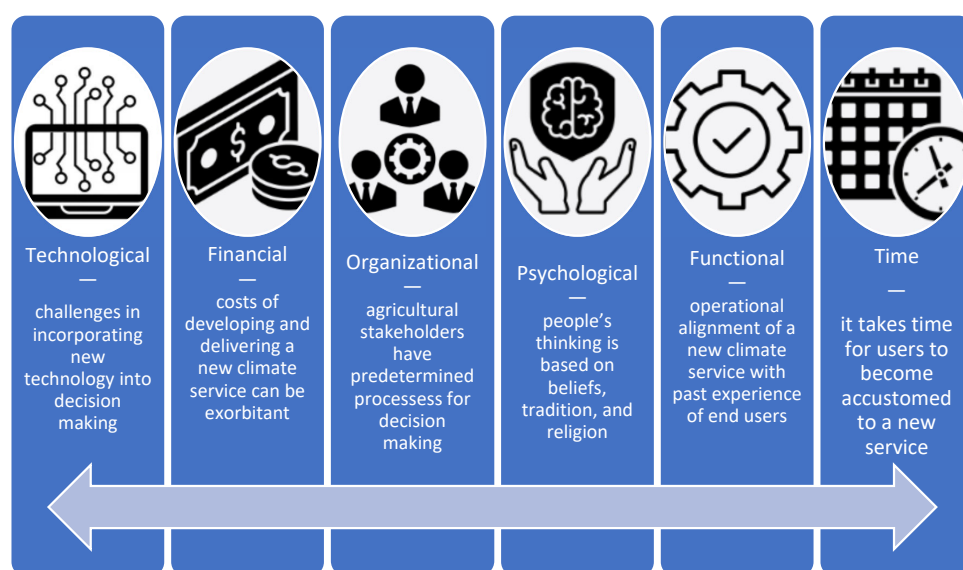 Technological
—
challenges in
incorporating
new
technology into
decision
making
Financial
—
costs of
developing and
delivering a
new climate
service can be
exorbitant
Organizational
—
agricultural
stakeholders
have
predetermined
processess for
decision
making
Psychological
—
people’s
thinking is
based on
beliefs,
tradition, and
religion
Functional
—
operational
alignment of a
new climate
service with
past experience
of end users
Time
—
it takes time
for users to
become
accustomed
to a new
service